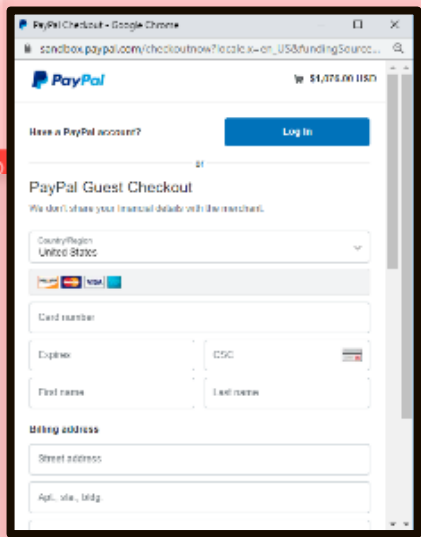 PayPal Checkout - Google Chrome
sandbox.paypal.com/checkoutnow?locale.x=en_US&fundingSource...
PayPal
$1,076.00 USD
Have a PayPal account?
Log In
or
PayPal Guest Checkout
We don't share your financial details with the merchant.
Country/Region
United States
VISA
Card number
Expires
CSC
First name
Last name
Billing address
Street address
Apt., ste., bldg.